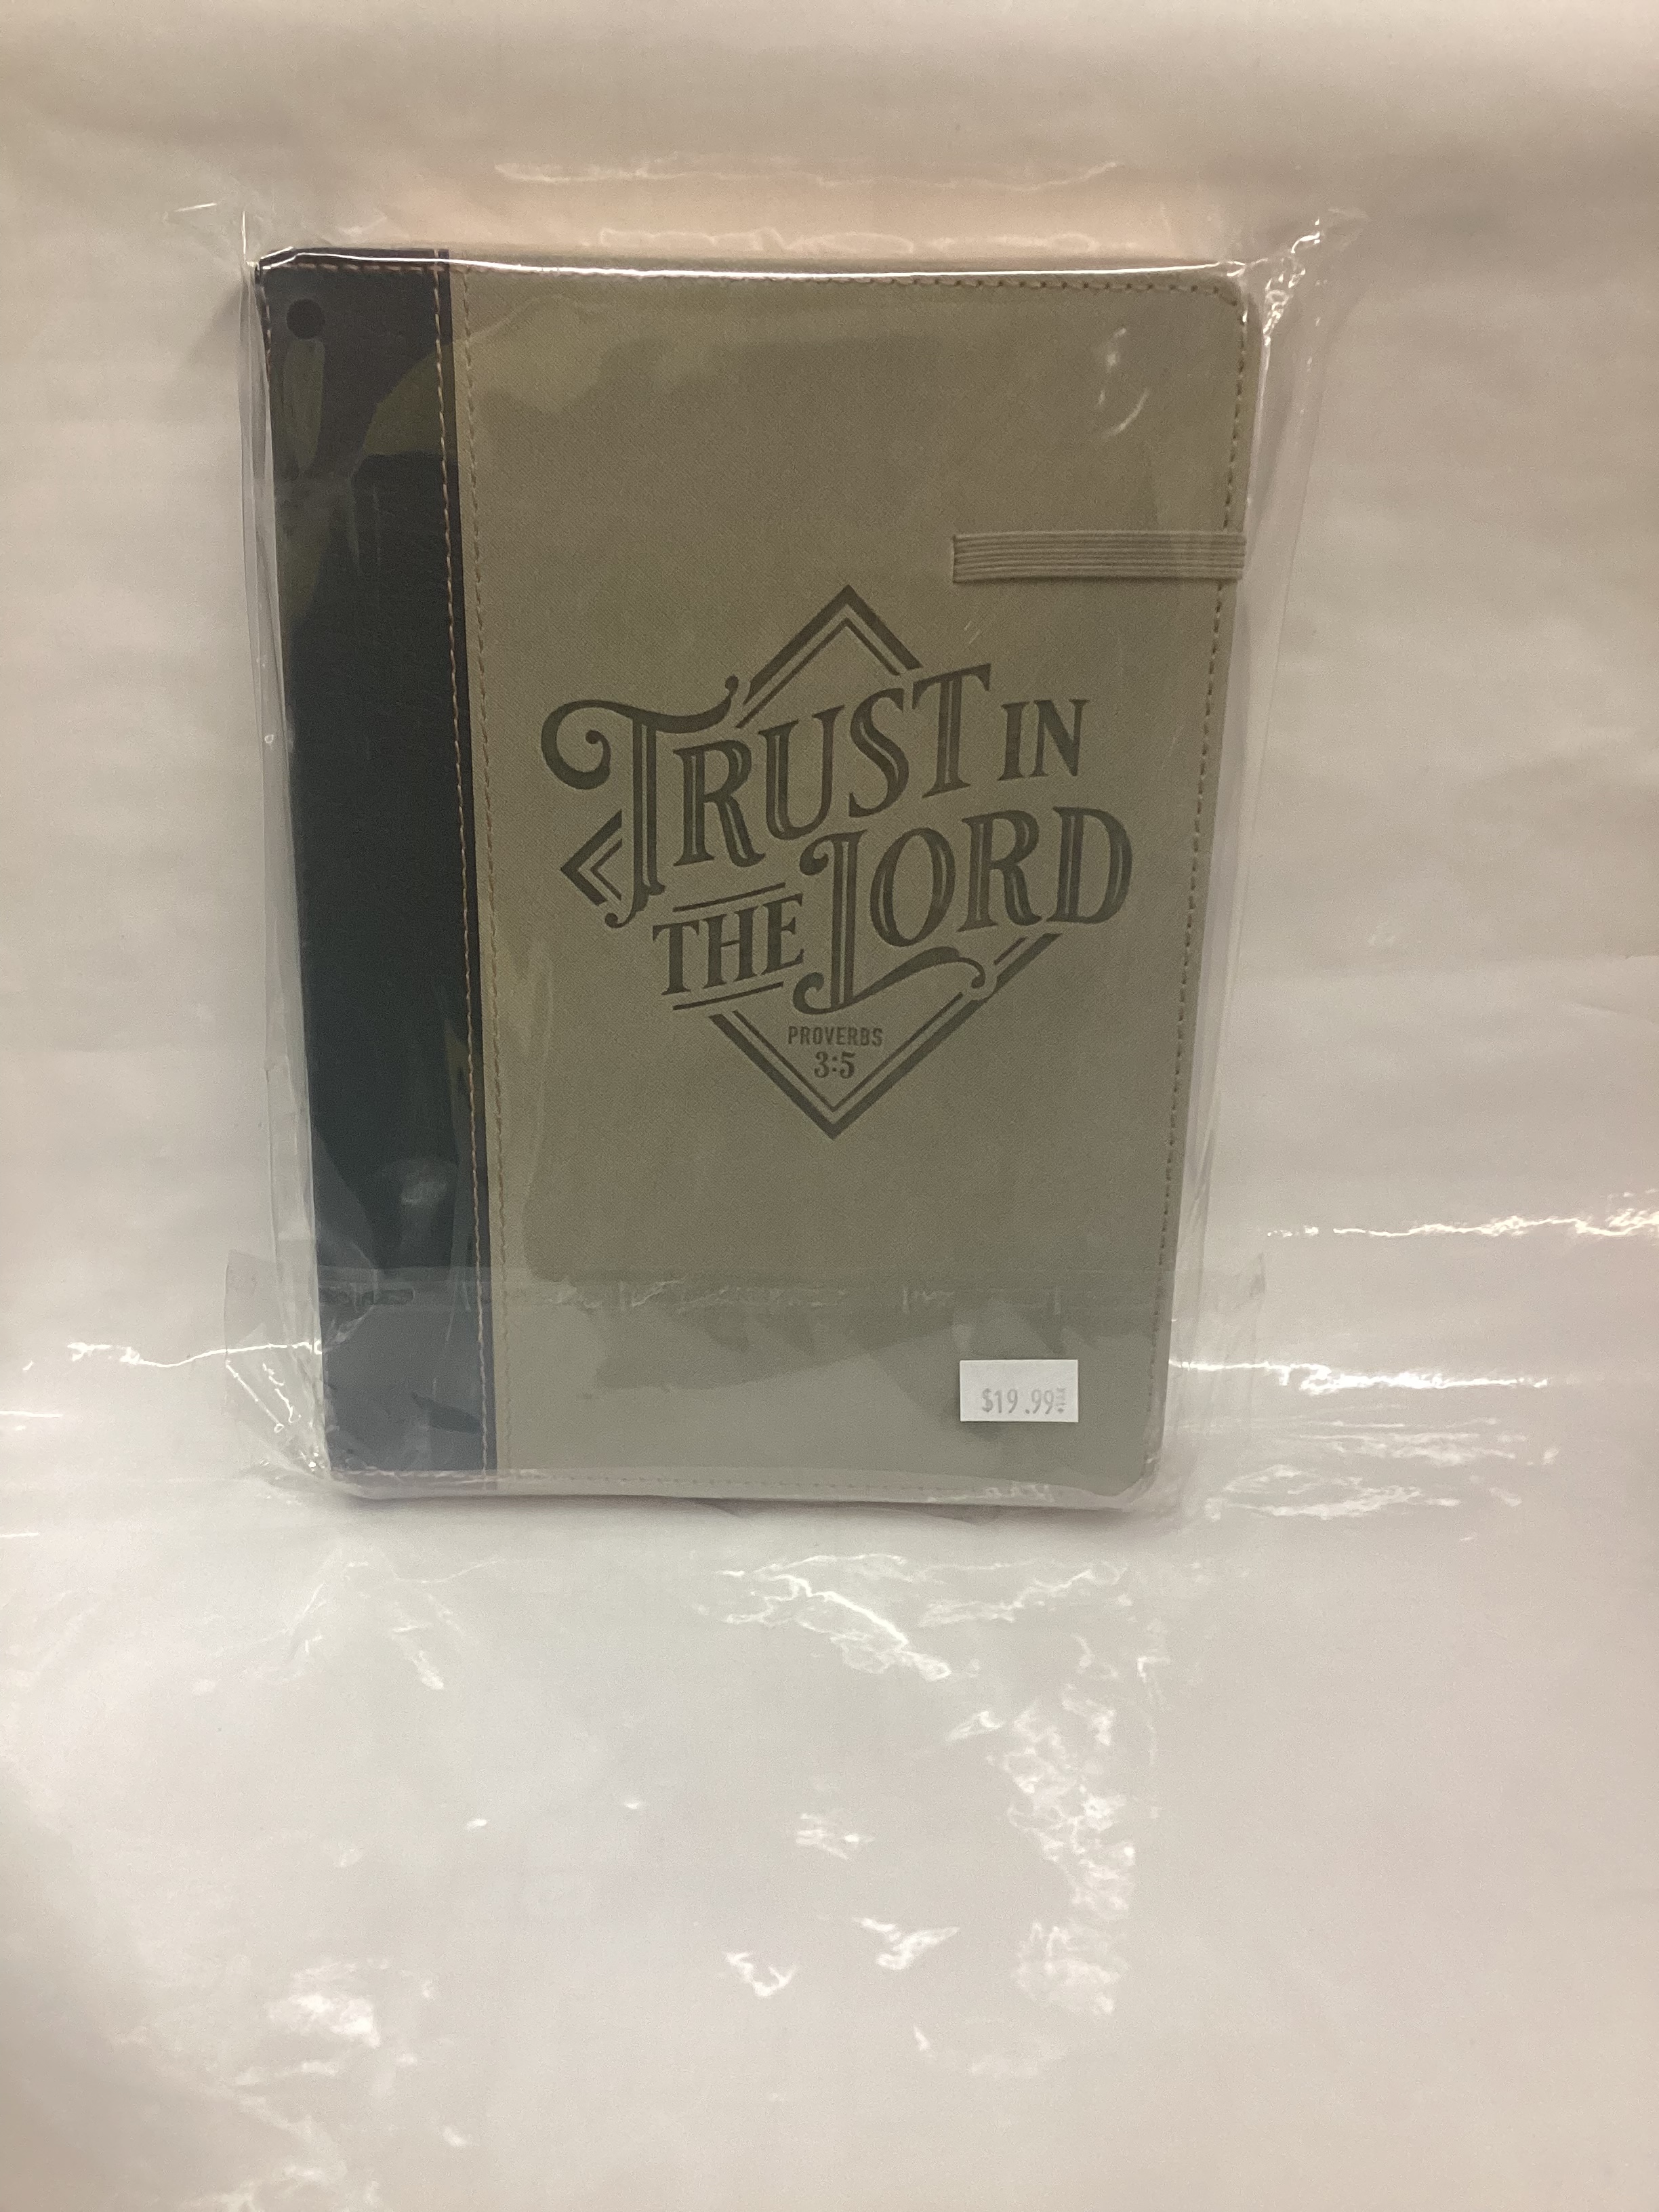 TRUST IN
THE LORD
PROVERBS
3:5
$19.99